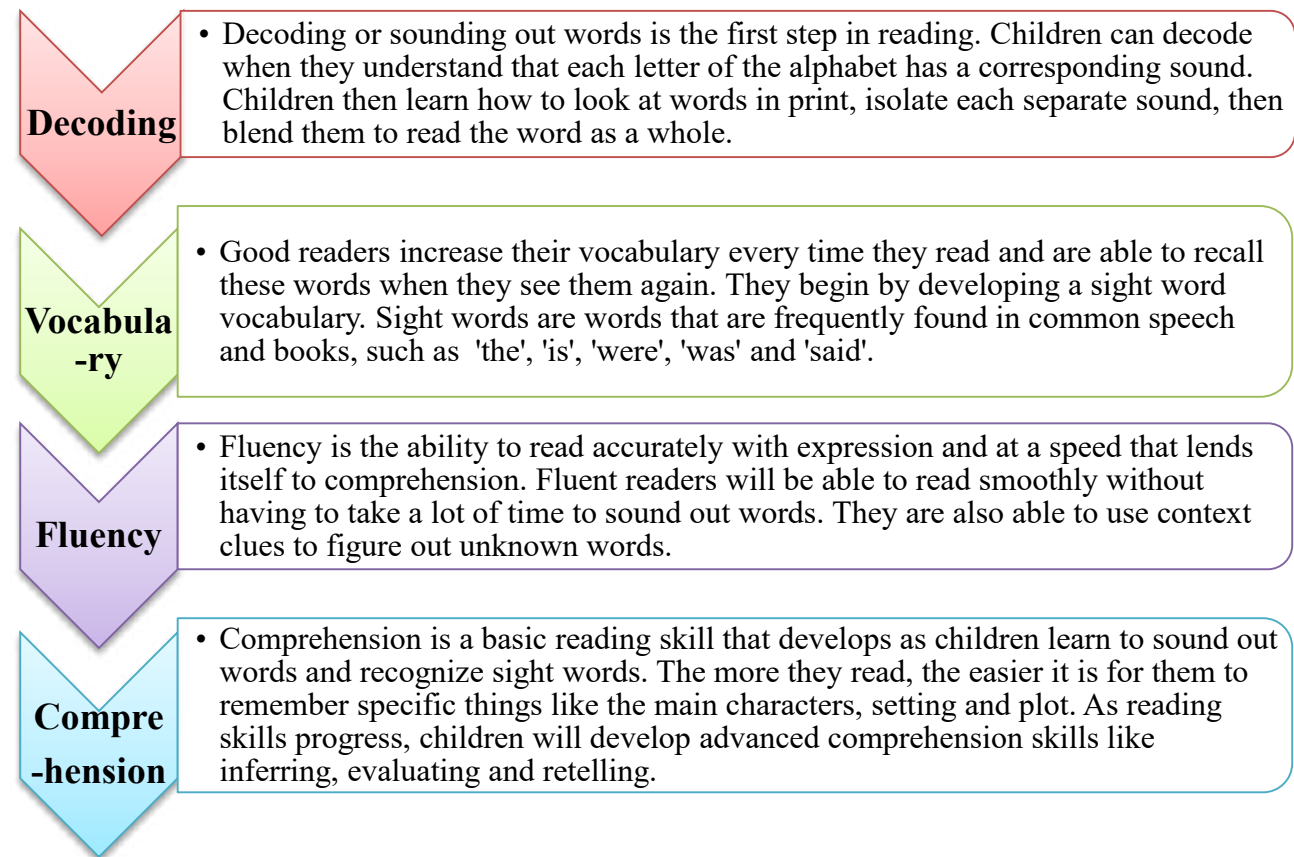 Decoding
• Decoding or sounding out words is the first step in reading. Children can decode
when they understand that each letter of the alphabet has a corresponding sound.
Children then learn how to look at words in print, isolate each separate sound, then
blend them to read the word as a whole.
Vocabula
-ry
• Good readers increase their vocabulary every time they read and are able to recall
these words when they see them again. They begin by developing a sight word
vocabulary. Sight words are words that are frequently found in common speech
and books, such as 'the', 'is', 'were', 'was' and 'said'.
Fluency
• Fluency is the ability to read accurately with expression and at a speed that lends
itself to comprehension. Fluent readers will be able to read smoothly without
having to take a lot of time to sound out words. They are also able to use context
clues to figure out unknown words.
Compre
-hension
• Comprehension is a basic reading skill that develops as children learn to sound out
words and recognize sight words. The more they read, the easier it is for them to
remember specific things like the main characters, setting and plot. As reading
skills progress, children will develop advanced comprehension skills like
inferring, evaluating and retelling.